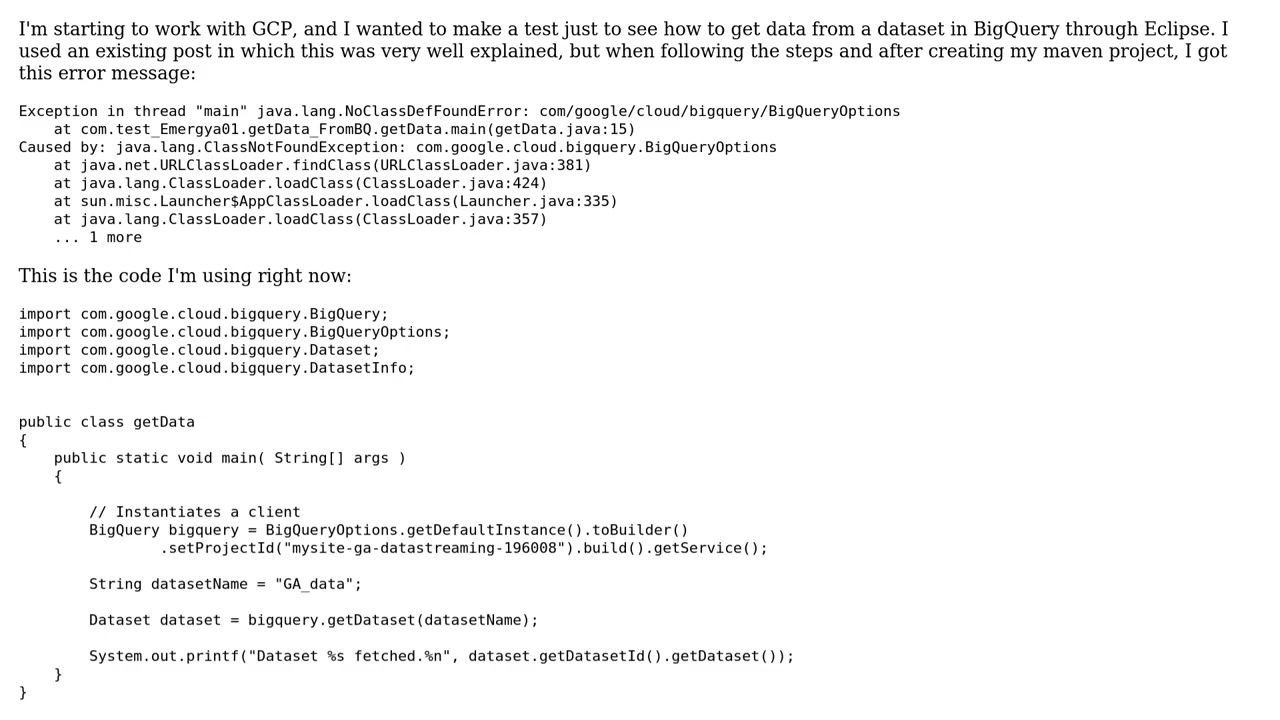 I'm starting to work with GCP, and I wanted to make a test just to see how to get data from a dataset in BigQuery through Eclipse. I
used an existing post in which this was very well explained, but when following the steps and after creating my maven project, I got
this error message:
Exception in thread "main" java.lang.NoClassDefFoundError: com/google/cloud/bigquery/BigQueryOptions
    at com.test_Emergya01.getData_FromBQ.getData.main(getData.java:15)
Caused by: java.lang.ClassNotFoundException: com.google.cloud.bigquery.BigQueryOptions
    at java.net.URLClassLoader.findClass(URLClassLoader.java:381)
    at java.lang.ClassLoader.loadClass(ClassLoader.java:424)
    at sun.misc.Launcher$AppClassLoader.loadClass(Launcher.java:335)
    at java.lang.ClassLoader.loadClass(ClassLoader.java:357)
    ... 1 more
This is the code I'm using right now:
import com.google.cloud.bigquery.BigQuery;
import com.google.cloud.bigquery.BigQueryOptions;
import com.google.cloud.bigquery.Dataset;
import com.google.cloud.bigquery.DatasetInfo;
public class getData
{
    public static void main( String[] args )
    {
        // Instantiates a client
        BigQuery bigquery = BigQueryOptions.getDefaultInstance().toBuilder()
                .setProjectId("mysite-ga-datastreaming-196008").build().getService();
        String datasetName = "GA_data";
        Dataset dataset = bigquery.getDataset(datasetName);
        System.out.printf("Dataset %s fetched.%n", dataset.getDatasetId().getDataset());
    }
}